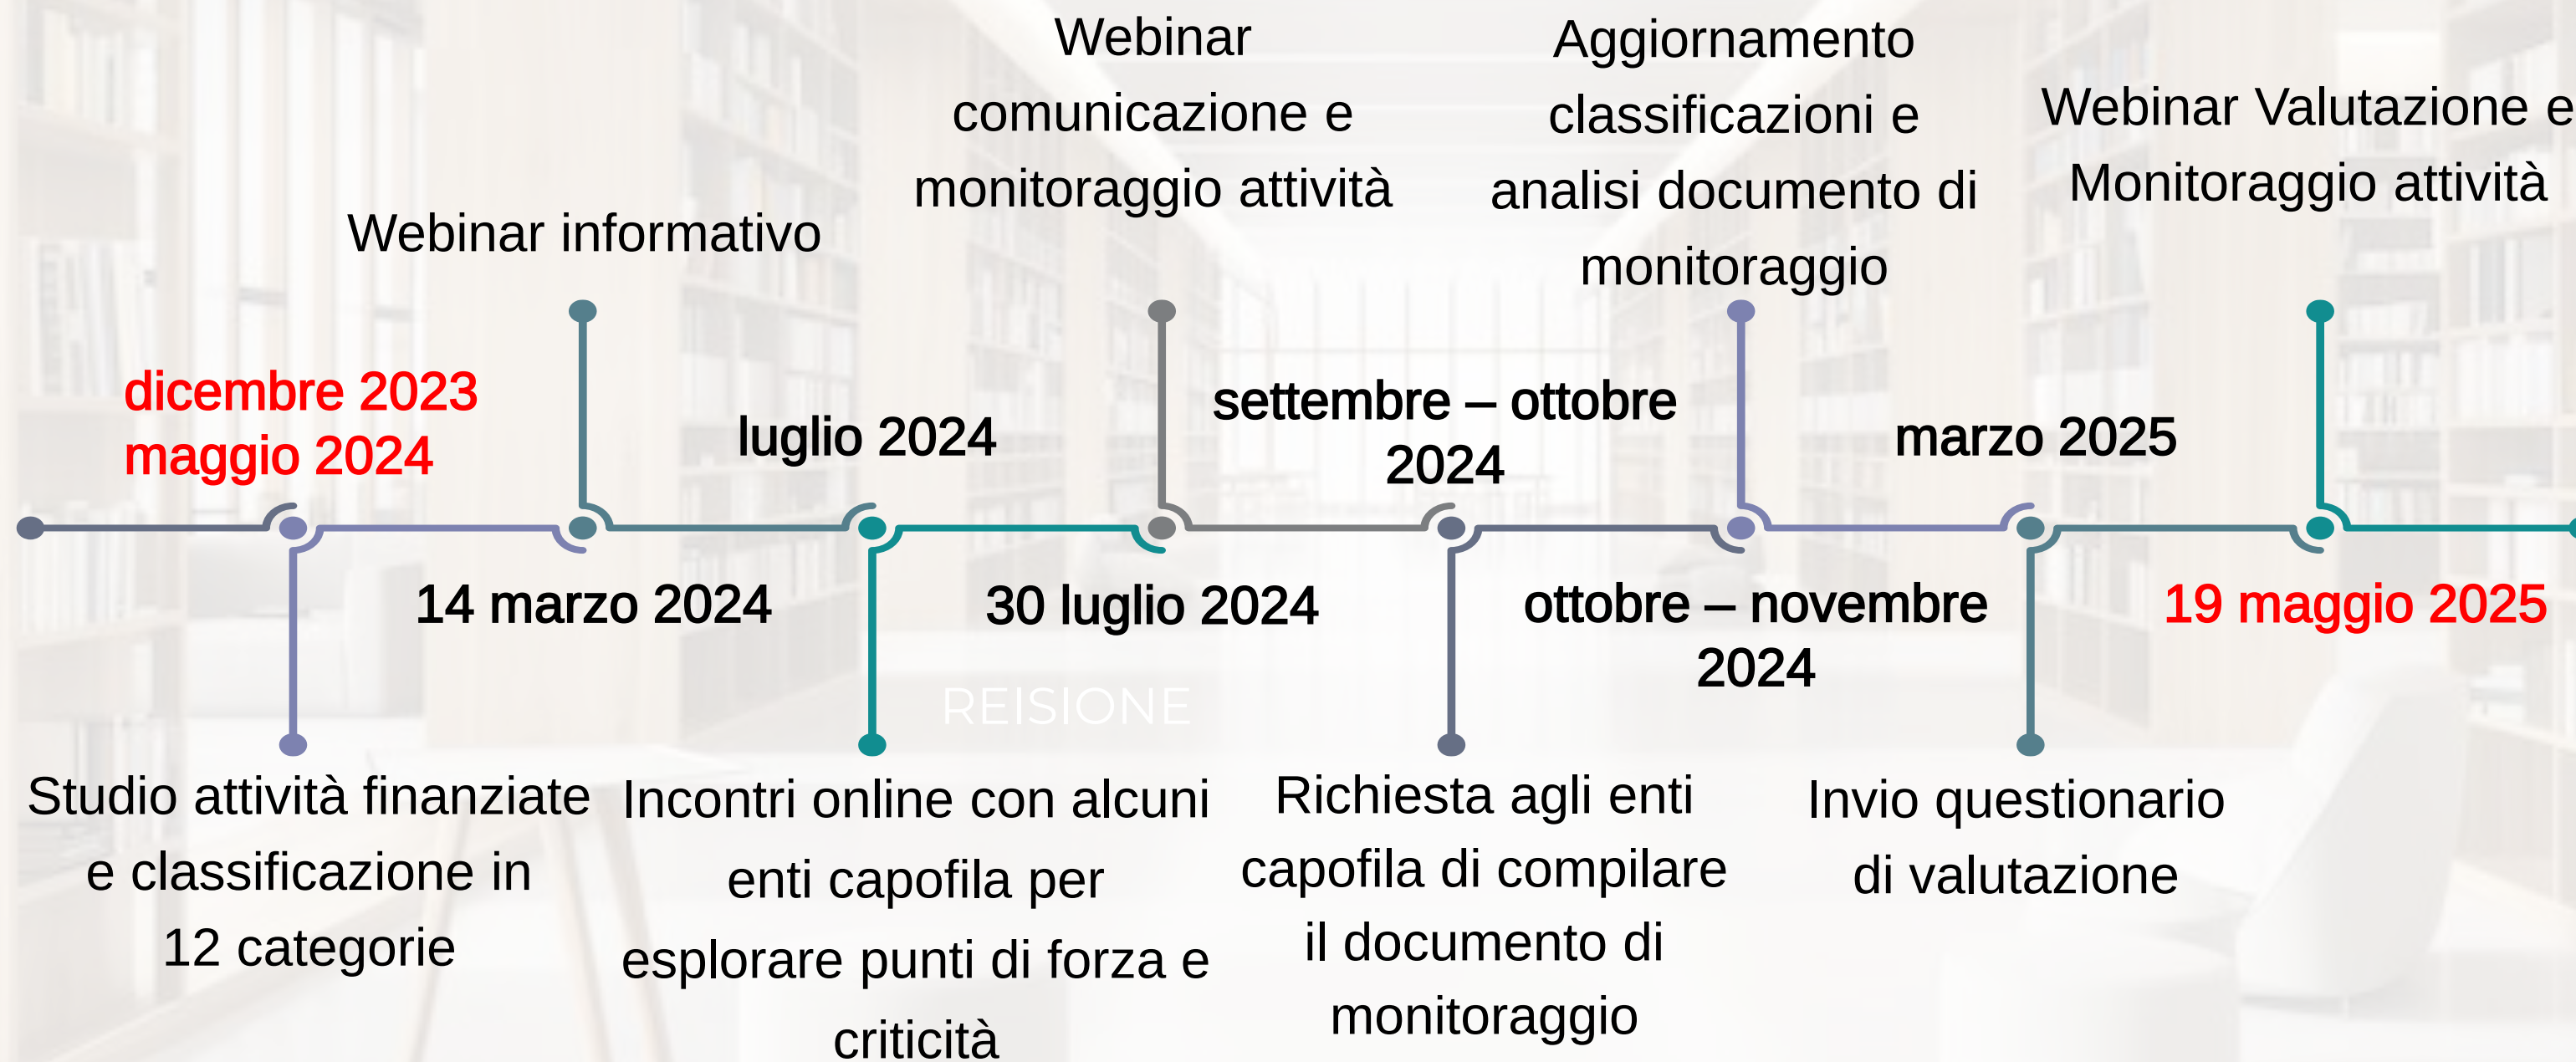 dicembre 2023
maggio 2024
Studio attività finanziate
e classificazione in
12 categorie
Webinar informativo
14 marzo 2024
luglio 2024
Incontri online con alcuni
enti capofila per
esplorare punti di forza e
criticità
Webinar
comunicazione e
monitoraggio attività
30 luglio 2024
REISIONE
settembre – ottobre
2024
Richiesta agli enti
capofila di compilare
il documento di
monitoraggio
Aggiornamento
classificazioni e
analisi documento di
monitoraggio
ottobre – novembre
2024
marzo 2025
Invio questionario
di valutazione
Webinar Valutazione e
Monitoraggio attività
19 maggio 2025